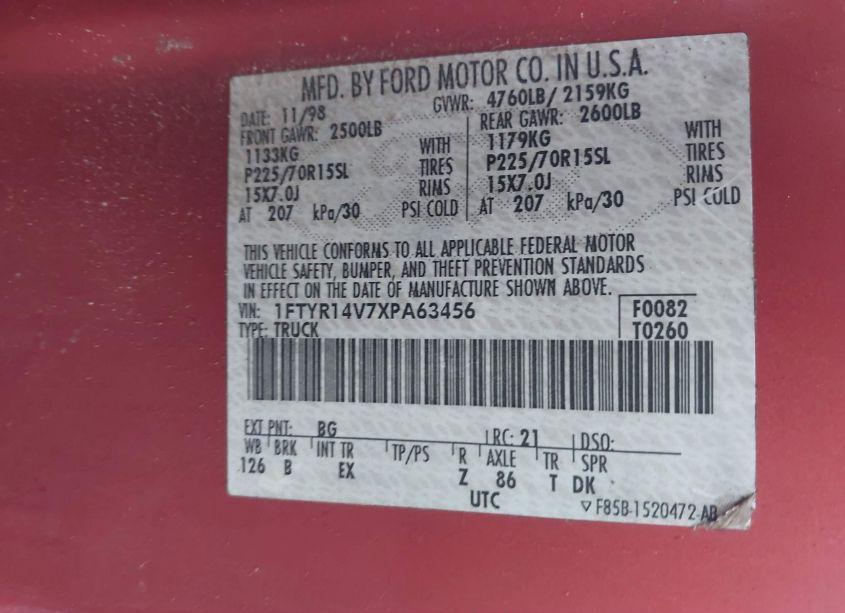 MFD. BY FORD MOTOR CO. IN U.S.A.
DATE: 11/98 GVWR: 4760LB/ 2159KG
FRONT GAWR: 2500LB REAR GAWR: 2600LB
1133KG WITH 1179KG WITH
P225/70R15SL TIRES P225/70R15SL TIRES
15X7.0J RIMS 15X7.0J RIMS
AT 207 kPa/30 PSI COLD AT 207 kPa/30 PSI COLD
THIS VEHICLE CONFORMS TO ALL APPLICABLE FEDERAL MOTOR
VEHICLE SAFETY, BUMPER, AND THEFT PREVENTION STANDARDS
IN EFFECT ON THE DATE OF MANUFACTURE SHOWN ABOVE.
VIN: 1FTYR14V7XPA63456 F0082
TYPE: TRUCK T0260
EXT PNT: BG RC: 21 DSO:
WB BRK INT TR TP/PS R AXLE TR SPR
126 B EX Z 86 T DK
UTC ▽ F85B-1520472-AB